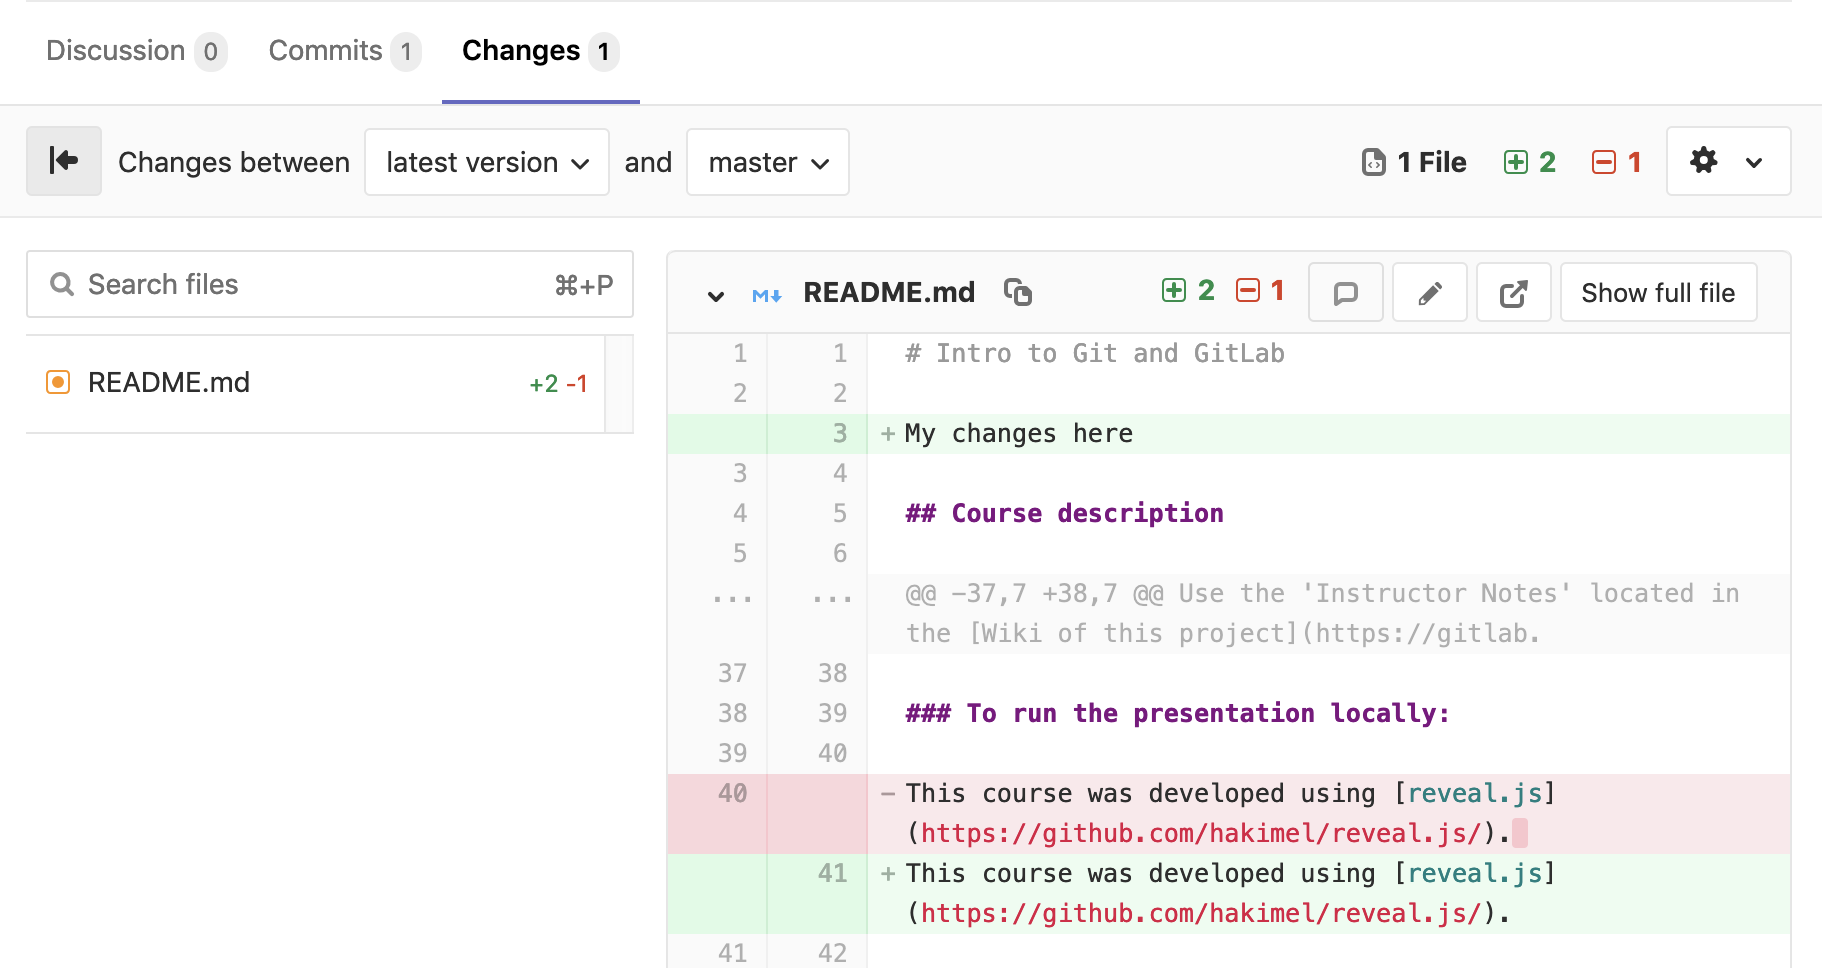 Discussion 0 Commits 1 Changes 1
Changes between latest version and master 1 File 2 1
Search files ⌘+P
README.md +2 -1
README.md 2 1 Show full file
1 1 # Intro to Git and GitLab
2 2
3 + My changes here
3 4
4 5 ## Course description
5 6
... ... @@ -37,7 +38,7 @@ Use the 'Instructor Notes' located in
the [Wiki of this project](https://gitlab.
37 38
38 39 ### To run the presentation locally:
39 40
40 − This course was developed using [reveal.js]
(https://github.com/hakimel/reveal.js/).
41 + This course was developed using [reveal.js]
(https://github.com/hakimel/reveal.js/).
41 42